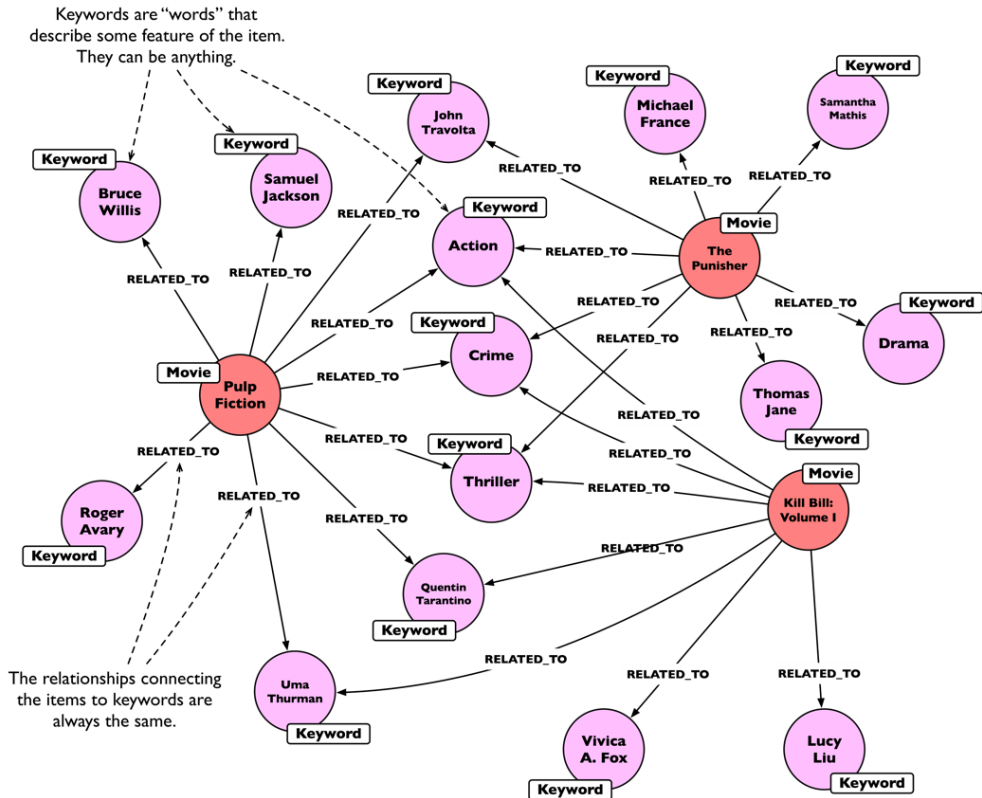 Keywords are “words” that
describe some feature of the item.
They can be anything.
Keyword
John
Travolta
Keyword
Michael
France
Keyword
Samantha
Mathis
Keyword
Bruce
Willis
Keyword
Samuel
Jackson
RELATED_TO
RELATED_TO
RELATED_TO
Keyword
Action
Movie
The
Punisher
RELATED_TO
RELATED_TO
RELATED_TO
RELATED_TO
RELATED_TO
RELATED_TO
RELATED_TO
RELATED_TO
Keyword
Drama
Keyword
Crime
RELATED_TO
RELATED_TO
Movie
Pulp
Fiction
RELATED_TO
Thomas
Jane
Keyword
RELATED_TO
RELATED_TO
RELATED_TO
RELATED_TO
Keyword
Thriller
Movie
Kill Bill:
Volume I
RELATED_TO
RELATED_TO
RELATED_TO
Roger
Avary
Keyword
RELATED_TO
Quentin
Tarantino
Keyword
The relationships connecting
the items to keywords are
always the same.
RELATED_TO
RELATED_TO
RELATED_TO
Uma
Thurman
Keyword
Vivica
A. Fox
Keyword
Lucy
Liu
Keyword